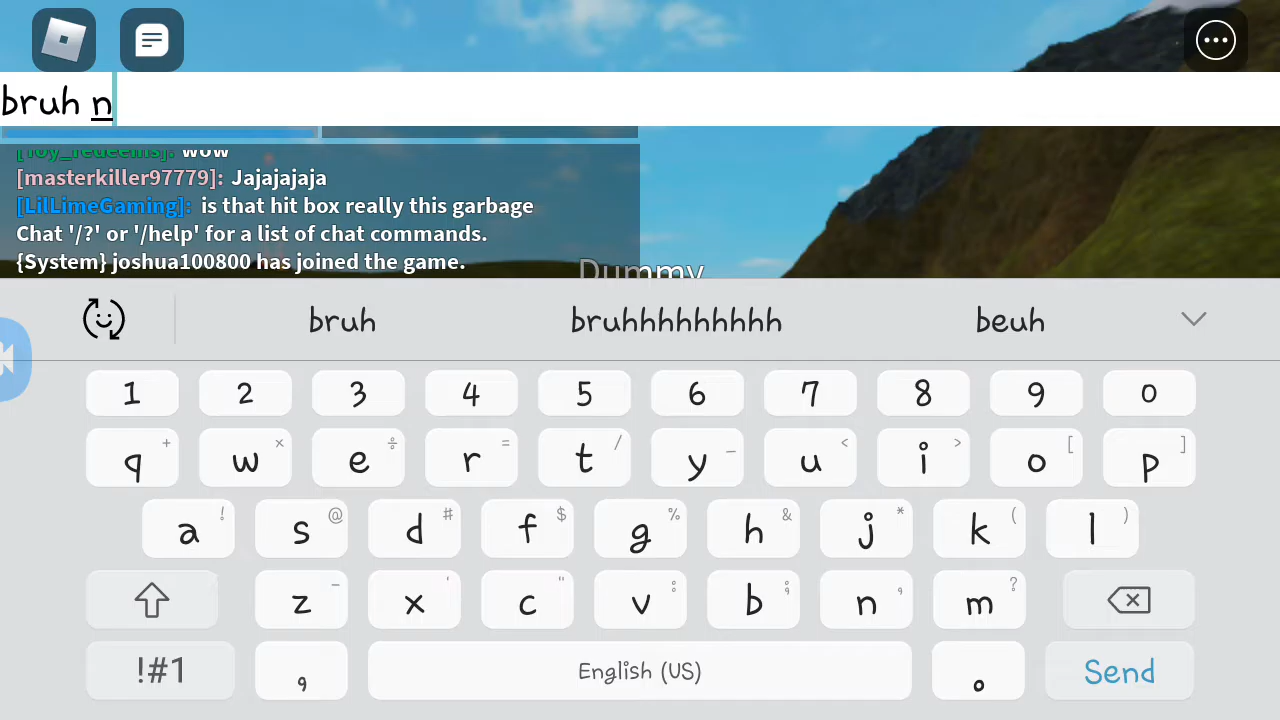 bruh n
[Toy_redeems]: wow
[masterkiller97779]: Jajajajaja
[LilLimeGaming]: is that hit box really this garbage
Chat '/?' or '/help' for a list of chat commands.
{System} joshua100800 has joined the game.
Dummy
bruh bruhhhhhhhhh beuh
1 2 3 4 5 6 7 8 9 0
q + w × e ÷ r = t / y _ u < i > o [ p ]
a ! s @ d # f $ g % h & j * k ( l )
z - x ' c " v : b ; n , m ?
!#1 , English (US) . Send